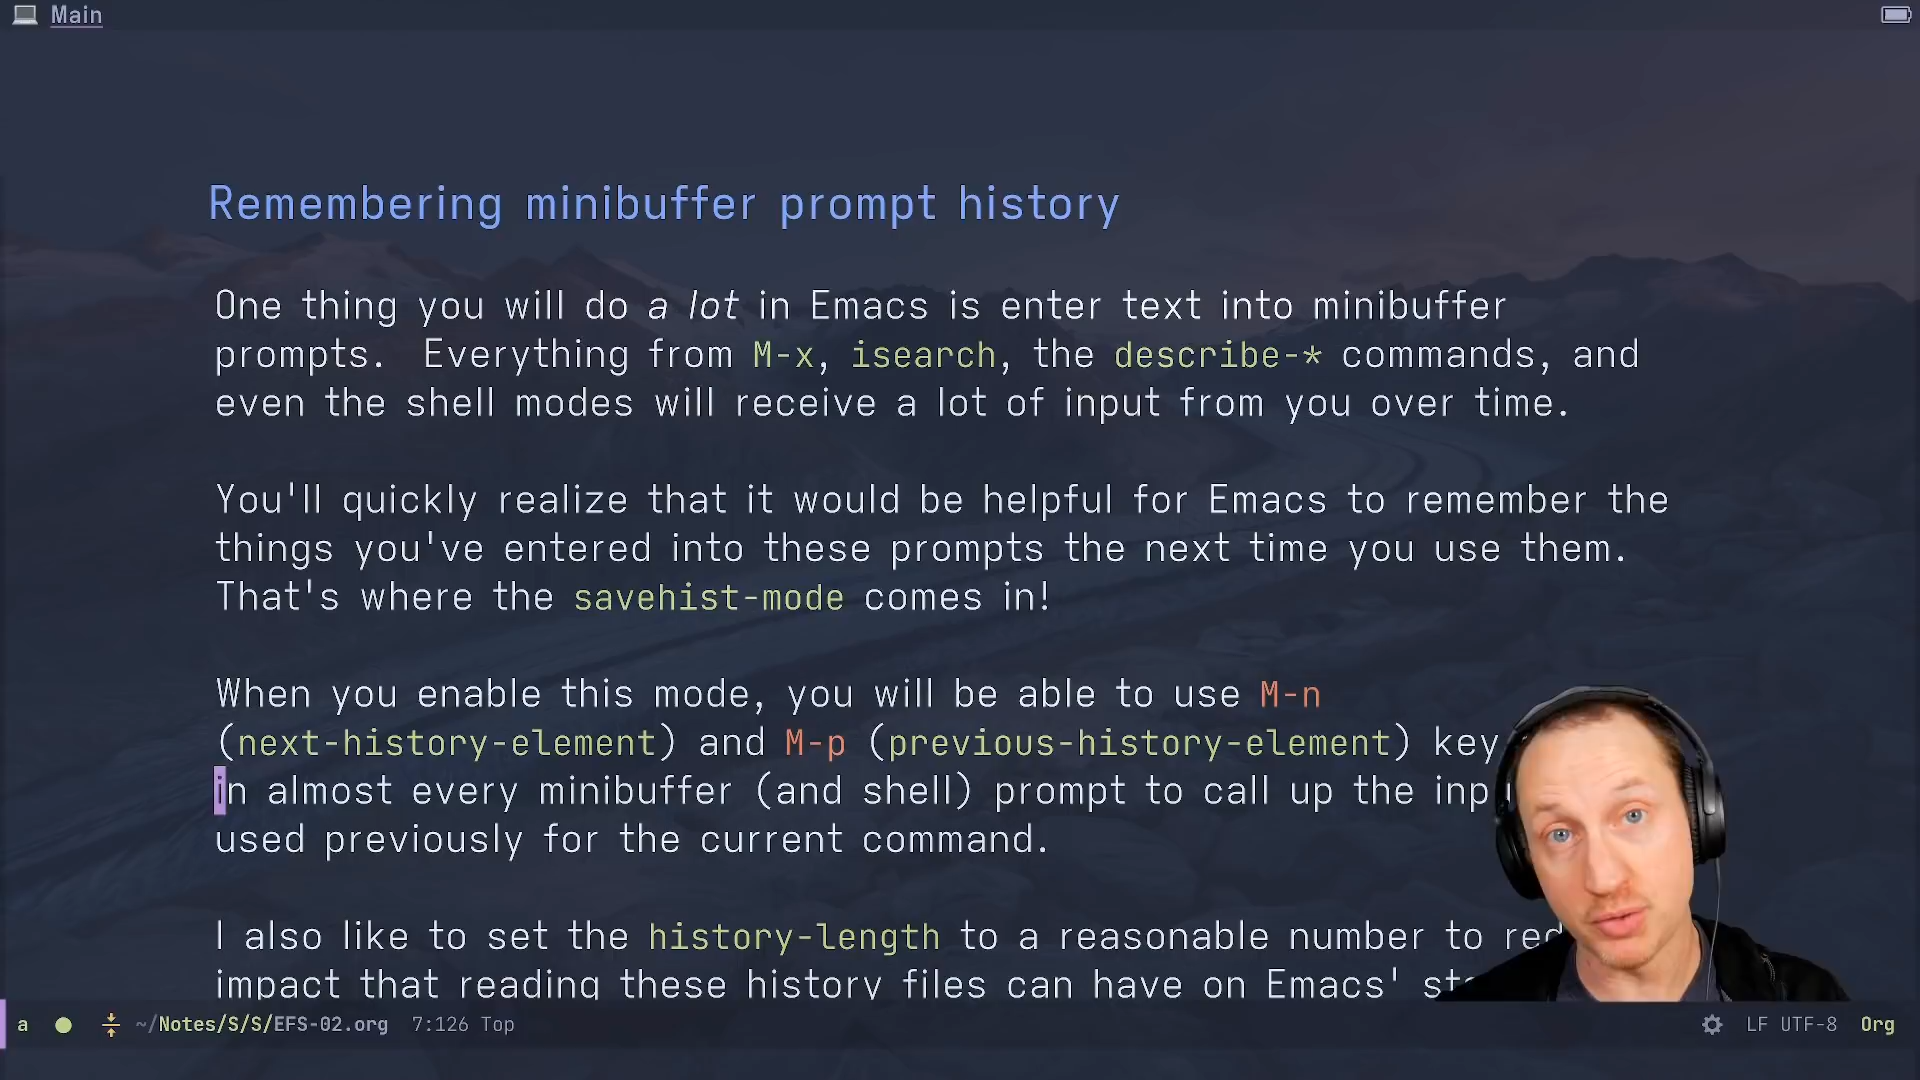 Main
Remembering minibuffer prompt history
One thing you will do a lot in Emacs is enter text into minibuffer
prompts.  Everything from M-x, isearch, the describe-* commands, and
even the shell modes will receive a lot of input from you over time.
You'll quickly realize that it would be helpful for Emacs to remember the
things you've entered into these prompts the next time you use them.
That's where the savehist-mode comes in!
When you enable this mode, you will be able to use M-n
(next-history-element) and M-p (previous-history-element) key
in almost every minibuffer (and shell) prompt to call up the inp
used previously for the current command.
I also like to set the history-length to a reasonable number to red
impact that reading these history files can have on Emacs' st
a ~/Notes/S/S/EFS-02.org 7:126 Top LF UTF-8 Org